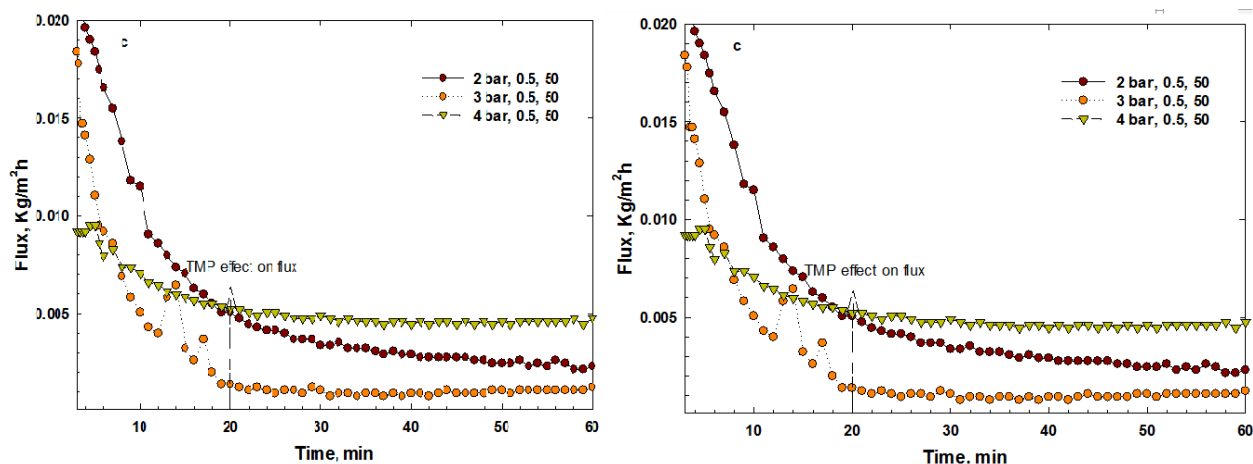 0.020
0.015
0.010
0.005
Flux, Kg/m²h
c
2 bar, 0.5, 50
3 bar, 0.5, 50
4 bar, 0.5, 50
TMP effect on flux
10 20 30 40 50 60
Time, min
0.020
0.015
0.010
0.005
Flux, Kg/m²h
c
2 bar, 0.5, 50
3 bar, 0.5, 50
4 bar, 0.5, 50
TMP effect on flux
10 20 30 40 50 60
Time, min